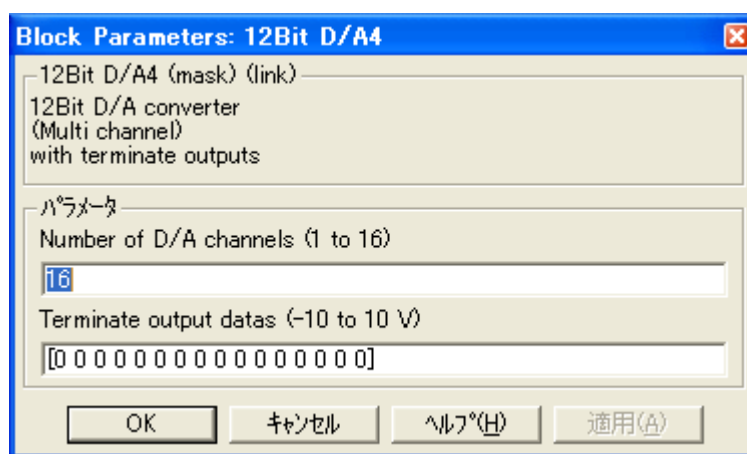 Block Parameters: 12Bit D/A4
12Bit D/A4 (mask) (link)
12Bit D/A converter
(Multi channel)
with terminate outputs
パラメータ
Number of D/A channels (1 to 16)
16
Terminate output datas (-10 to 10 V)
[0 0 0 0 0 0 0 0 0 0 0 0 0 0 0 0]
OK
キャンセル
ヘルプ(H)
適用(A)